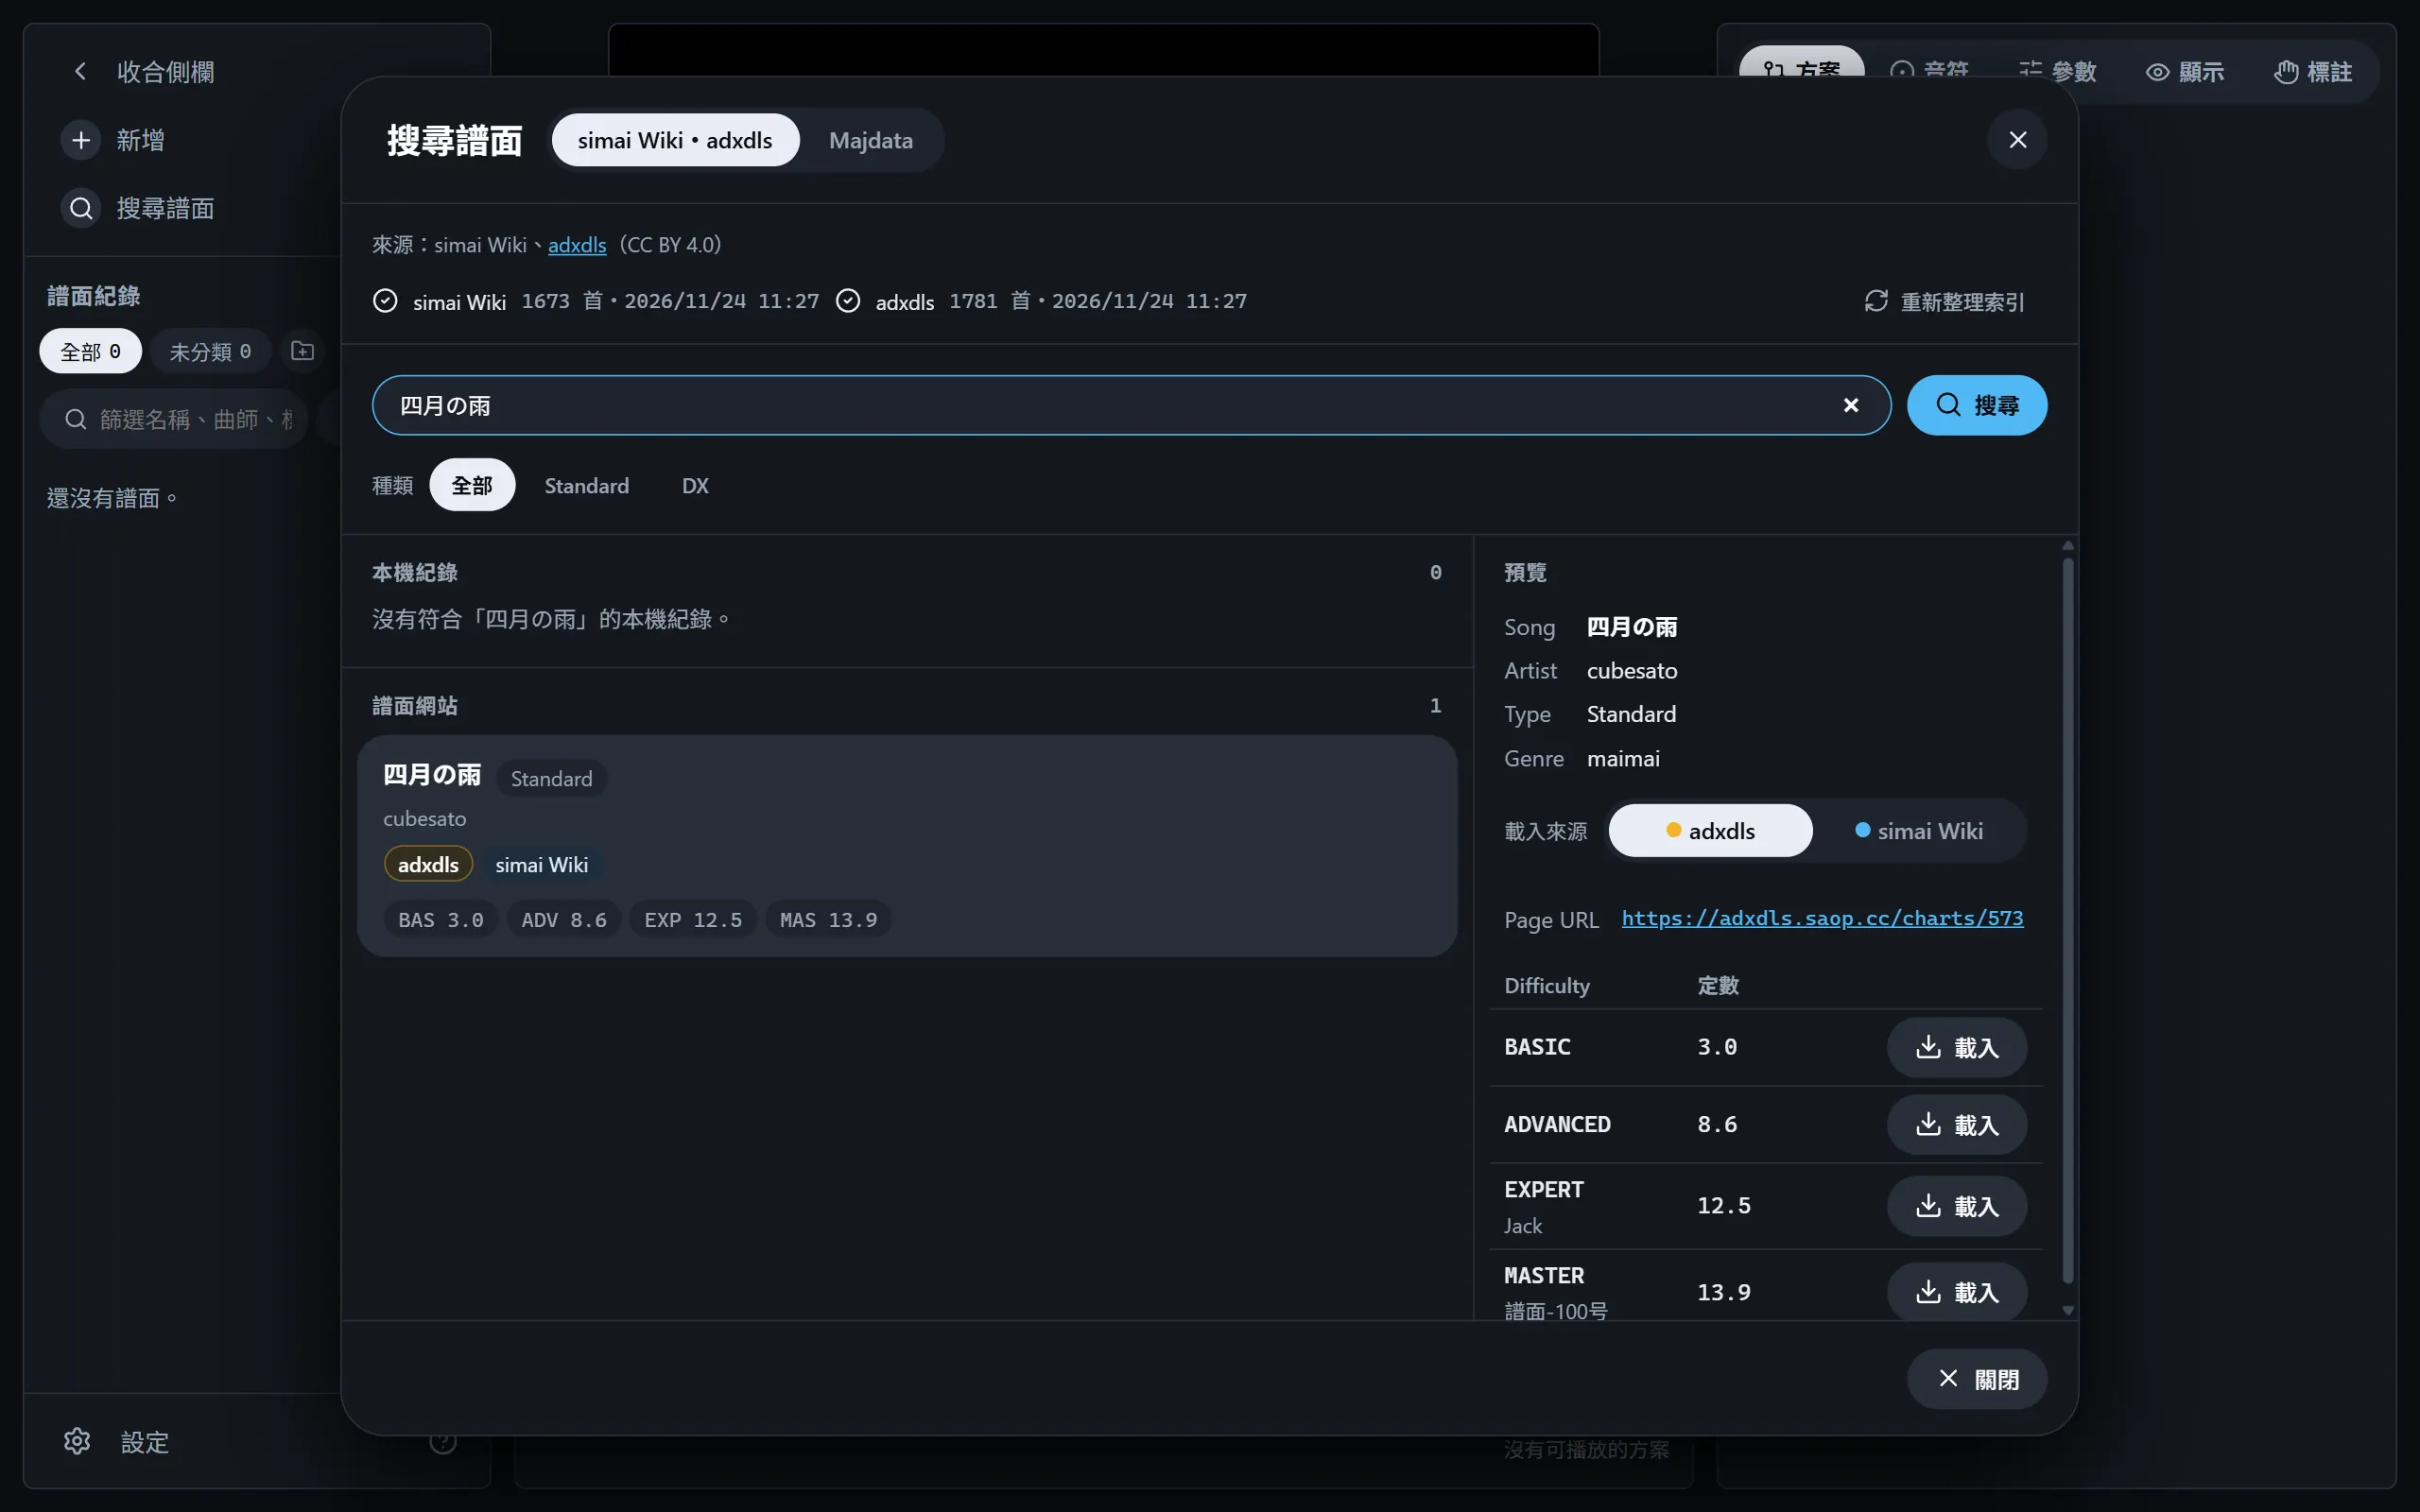 收合側欄
新增
搜尋譜面
譜面紀錄
全部 0
未分類 0
篩選名稱、曲師、
還沒有譜面。
設定
方案
音符
參數
顯示
標註
搜尋譜面
simai Wiki・adxdls
Majdata
來源：simai Wiki、adxdls（CC BY 4.0）
simai Wiki 1673 首・2026/11/24 11:27
adxdls 1781 首・2026/11/24 11:27
重新整理索引
四月の雨
搜尋
種類
全部
Standard
DX
本機紀錄
0
沒有符合「四月の雨」的本機紀錄。
譜面網站
1
四月の雨
Standard
cubesato
adxdls
simai Wiki
BAS 3.0
ADV 8.6
EXP 12.5
MAS 13.9
預覽
Song 四月の雨
Artist cubesato
Type Standard
Genre maimai
載入來源
adxdls
simai Wiki
Page URL https://adxdls.saop.cc/charts/573
Difficulty 定數
BASIC 3.0 載入
ADVANCED 8.6 載入
EXPERT 12.5 載入
Jack
MASTER 13.9 載入
譜面-100号
關閉
沒有可播放的方案